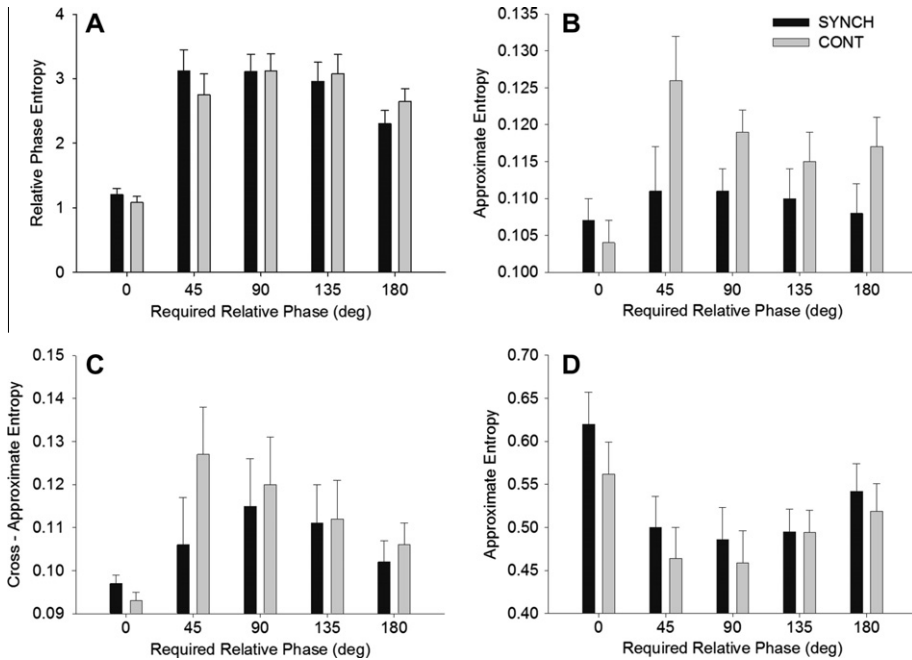 A
Relative Phase Entropy
4
3
2
1
0
0 45 90 135 180
Required Relative Phase (deg)
B
SYNCH
CONT
Approximate Entropy
0.135
0.130
0.125
0.120
0.115
0.110
0.105
0.100
0 45 90 135 180
Required Relative Phase (deg)
C
Cross - Approximate Entropy
0.15
0.14
0.13
0.12
0.11
0.10
0.09
0 45 90 135 180
Required Relative Phase (deg)
D
Approximate Entropy
0.70
0.65
0.60
0.55
0.50
0.45
0.40
0 45 90 135 180
Required Relative Phase (deg)